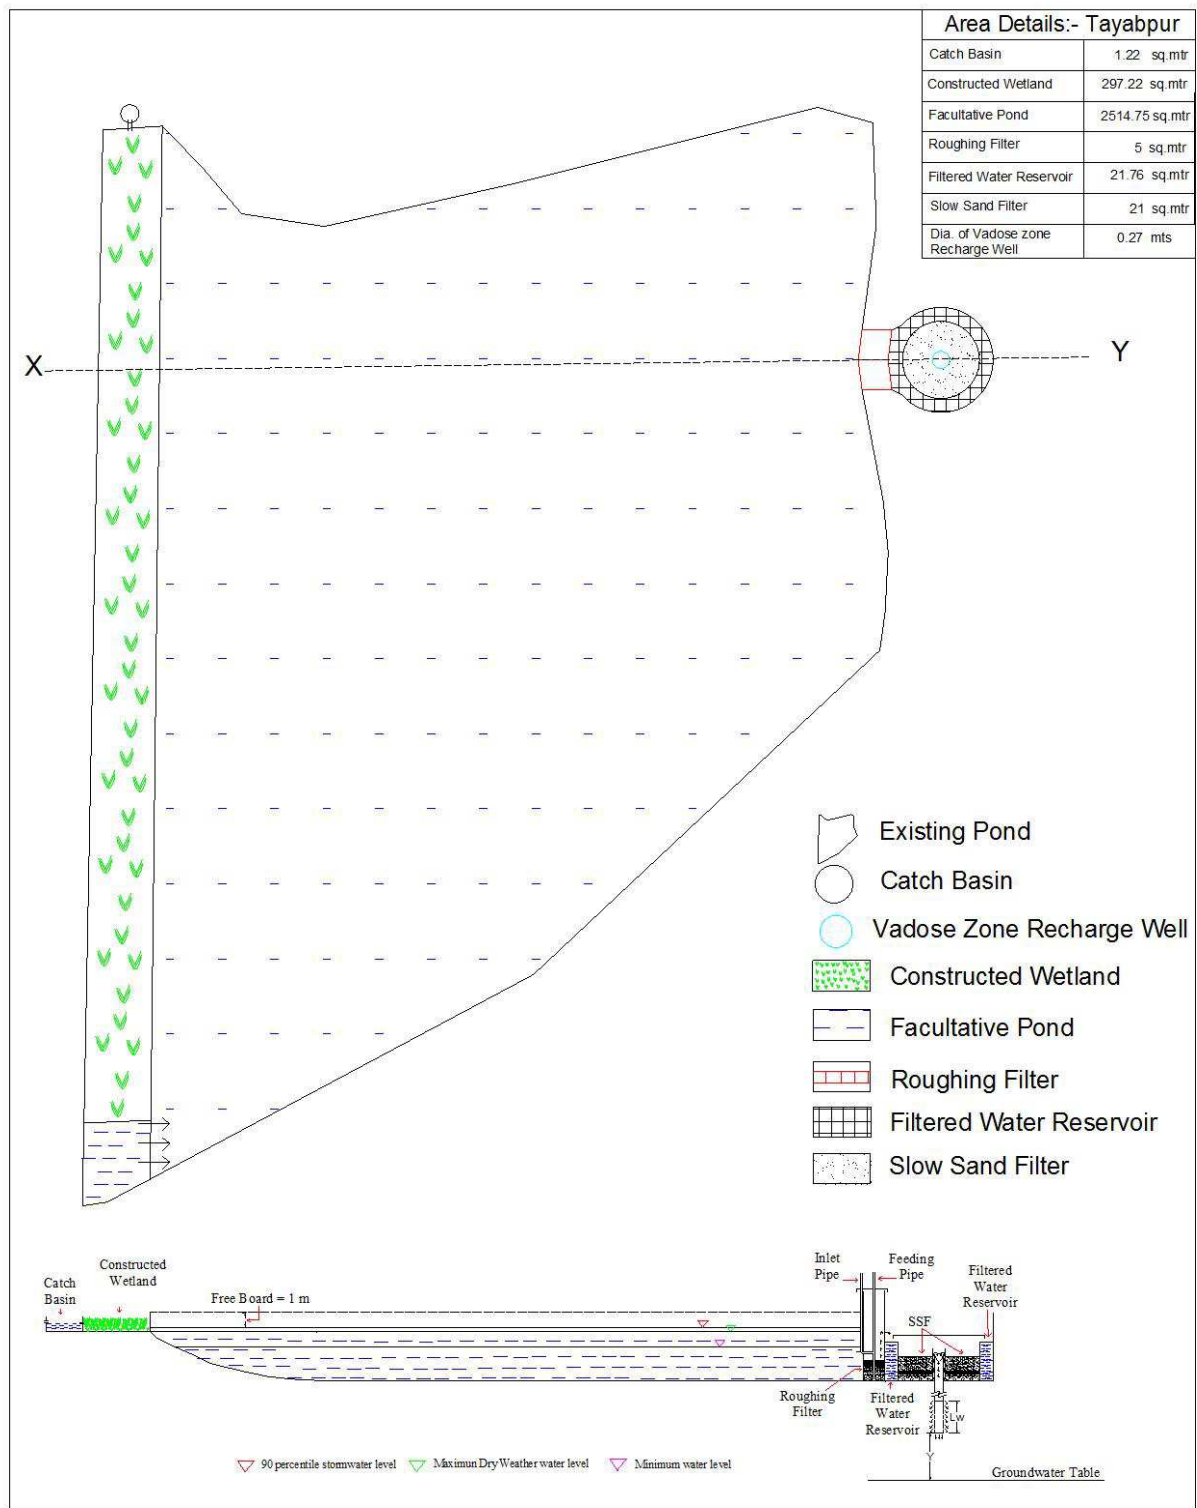 Area Details:- Tayabpur
Catch Basin 1.22 sq.mtr
Constructed Wetland 297.22 sq.mtr
Facultative Pond 2514.75 sq.mtr
Roughing Filter 5 sq.mtr
Filtered Water Reservoir 21.76 sq.mtr
Slow Sand Filter 21 sq.mtr
Dia. of Vadose zone
Recharge Well 0.27 mts
X
Y
Existing Pond
Catch Basin
Vadose Zone Recharge Well
Constructed Wetland
Facultative Pond
Roughing Filter
Filtered Water Reservoir
Slow Sand Filter
Catch
Basin
Constructed
Wetland
Free Board = 1 m
Inlet
Pipe
Feeding
Pipe
Filtered
Water
Reservoir
SSF
Roughing
Filter
Filtered
Water
Reservoir
Lw
Y
Groundwater Table
90 percentile stormwater level
Maximun Dry Weather water level
Minimum water level